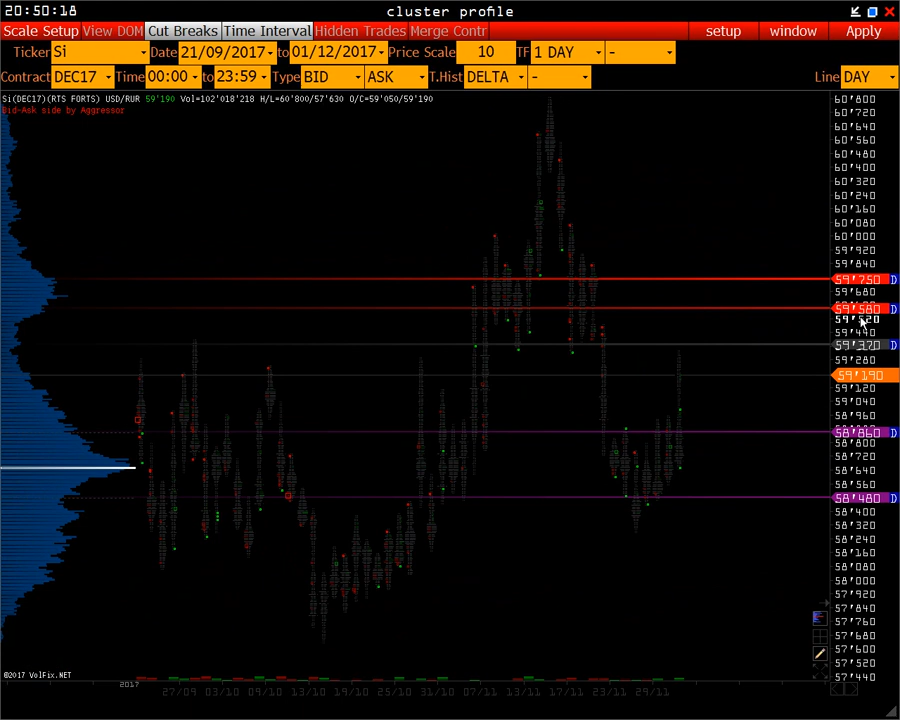 20:50:18 cluster profile
Scale Setup View DOM Cut Breaks Time Interval Hidden Trades Merge Contr setup window Apply
Ticker Si Date 21/09/2017 to 01/12/2017 Price Scale 10 TF 1 DAY -
Contract DEC17 Time 00:00 to 23:59 Type BID ASK T.Hist DELTA - Line DAY
Si(DEC17)(RTS FORTS) USD/RUR 59'190 Vol=102'018'218 H/L=60'800/57'630 O/C=59'050/59'190
Bid-Ask side by Aggressor
60'800
60'720
60'640
60'560
60'480
60'400
60'320
60'240
60'160
60'080
60'000
59'920
59'840
59'750 D
59'680
59'580 D
59'520
59'440
59'370 D
59'280
59'190
59'120
59'040
58'960
58'860 D
58'800
58'720
58'640
58'560
58'480 D
58'400
58'320
58'240
58'160
58'080
58'000
57'920
57'840
57'760
57'680
57'600
57'520
57'440
©2017 VolFix.NET
2017 27/09 03/10 09/10 13/10 19/10 25/10 31/10 07/11 13/11 17/11 23/11 29/11